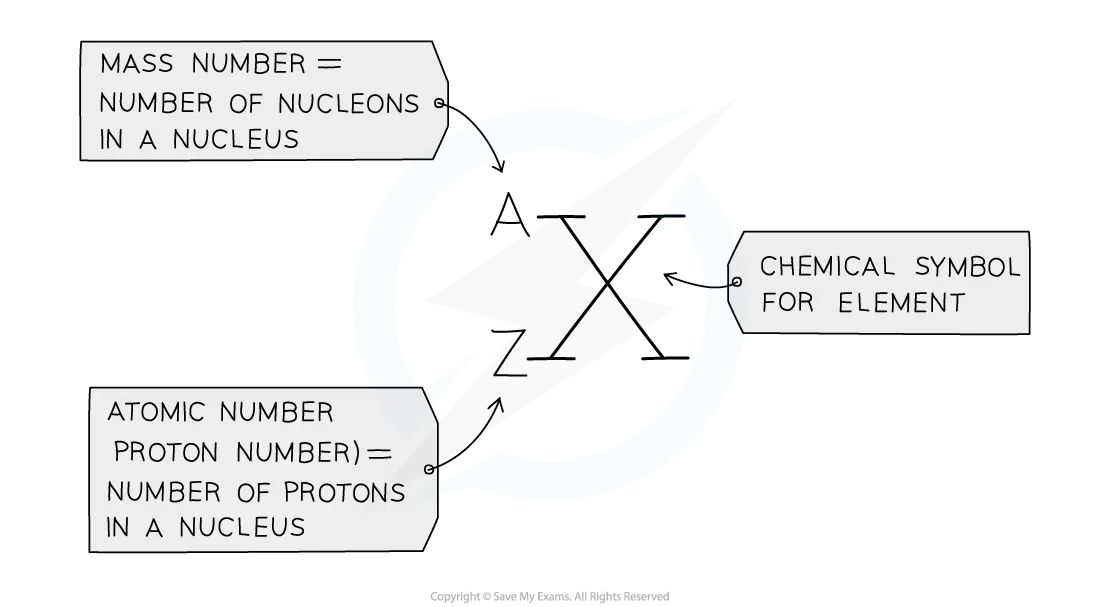 MASS NUMBER =
NUMBER OF NUCLEONS
IN A NUCLEUS
A
X
CHEMICAL SYMBOL
FOR ELEMENT
Z
ATOMIC NUMBER
PROTON NUMBER) =
NUMBER OF PROTONS
IN A NUCLEUS
Copyright © Save My Exams. All Rights Reserved